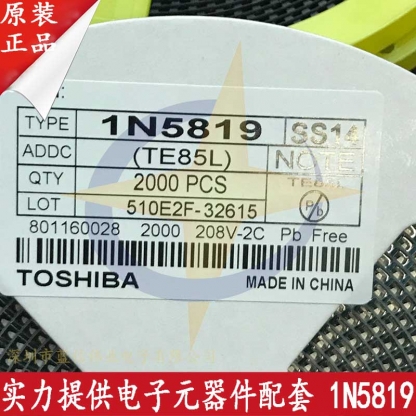 原装
正品
TYPE 1N5819 SS14
ADDC (TE85L) NOTE
QTY 2000 PCS TE85L
LOT 510E2F-32615 Pb
801160028 2000 208V-2C Pb Free
TOSHIBA MADE IN CHINA
实力提供电子元器件配套 1N5819